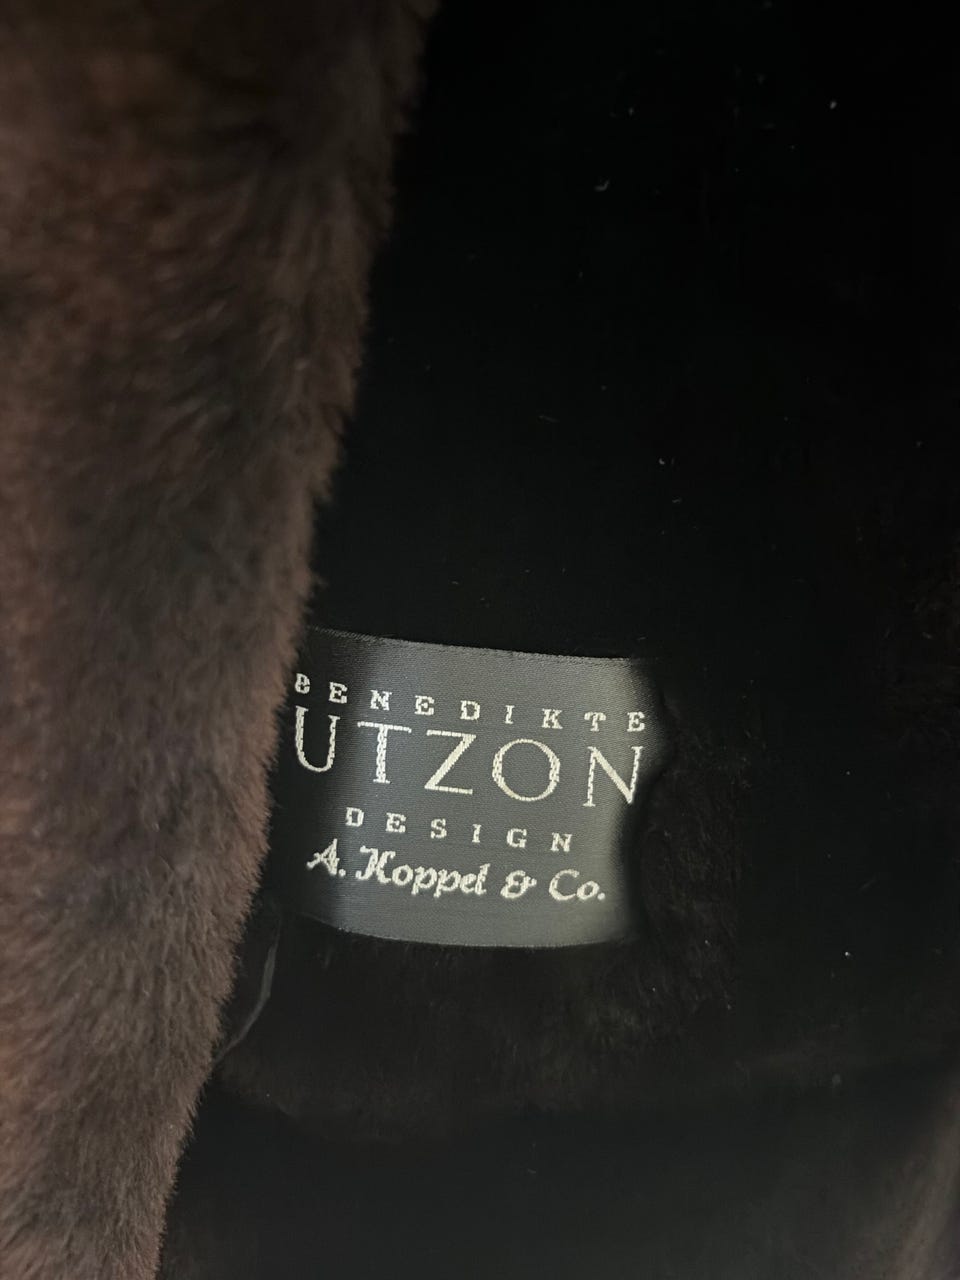 BENEDIKTE
UTZON
DESIGN
A. Koppel & Co.